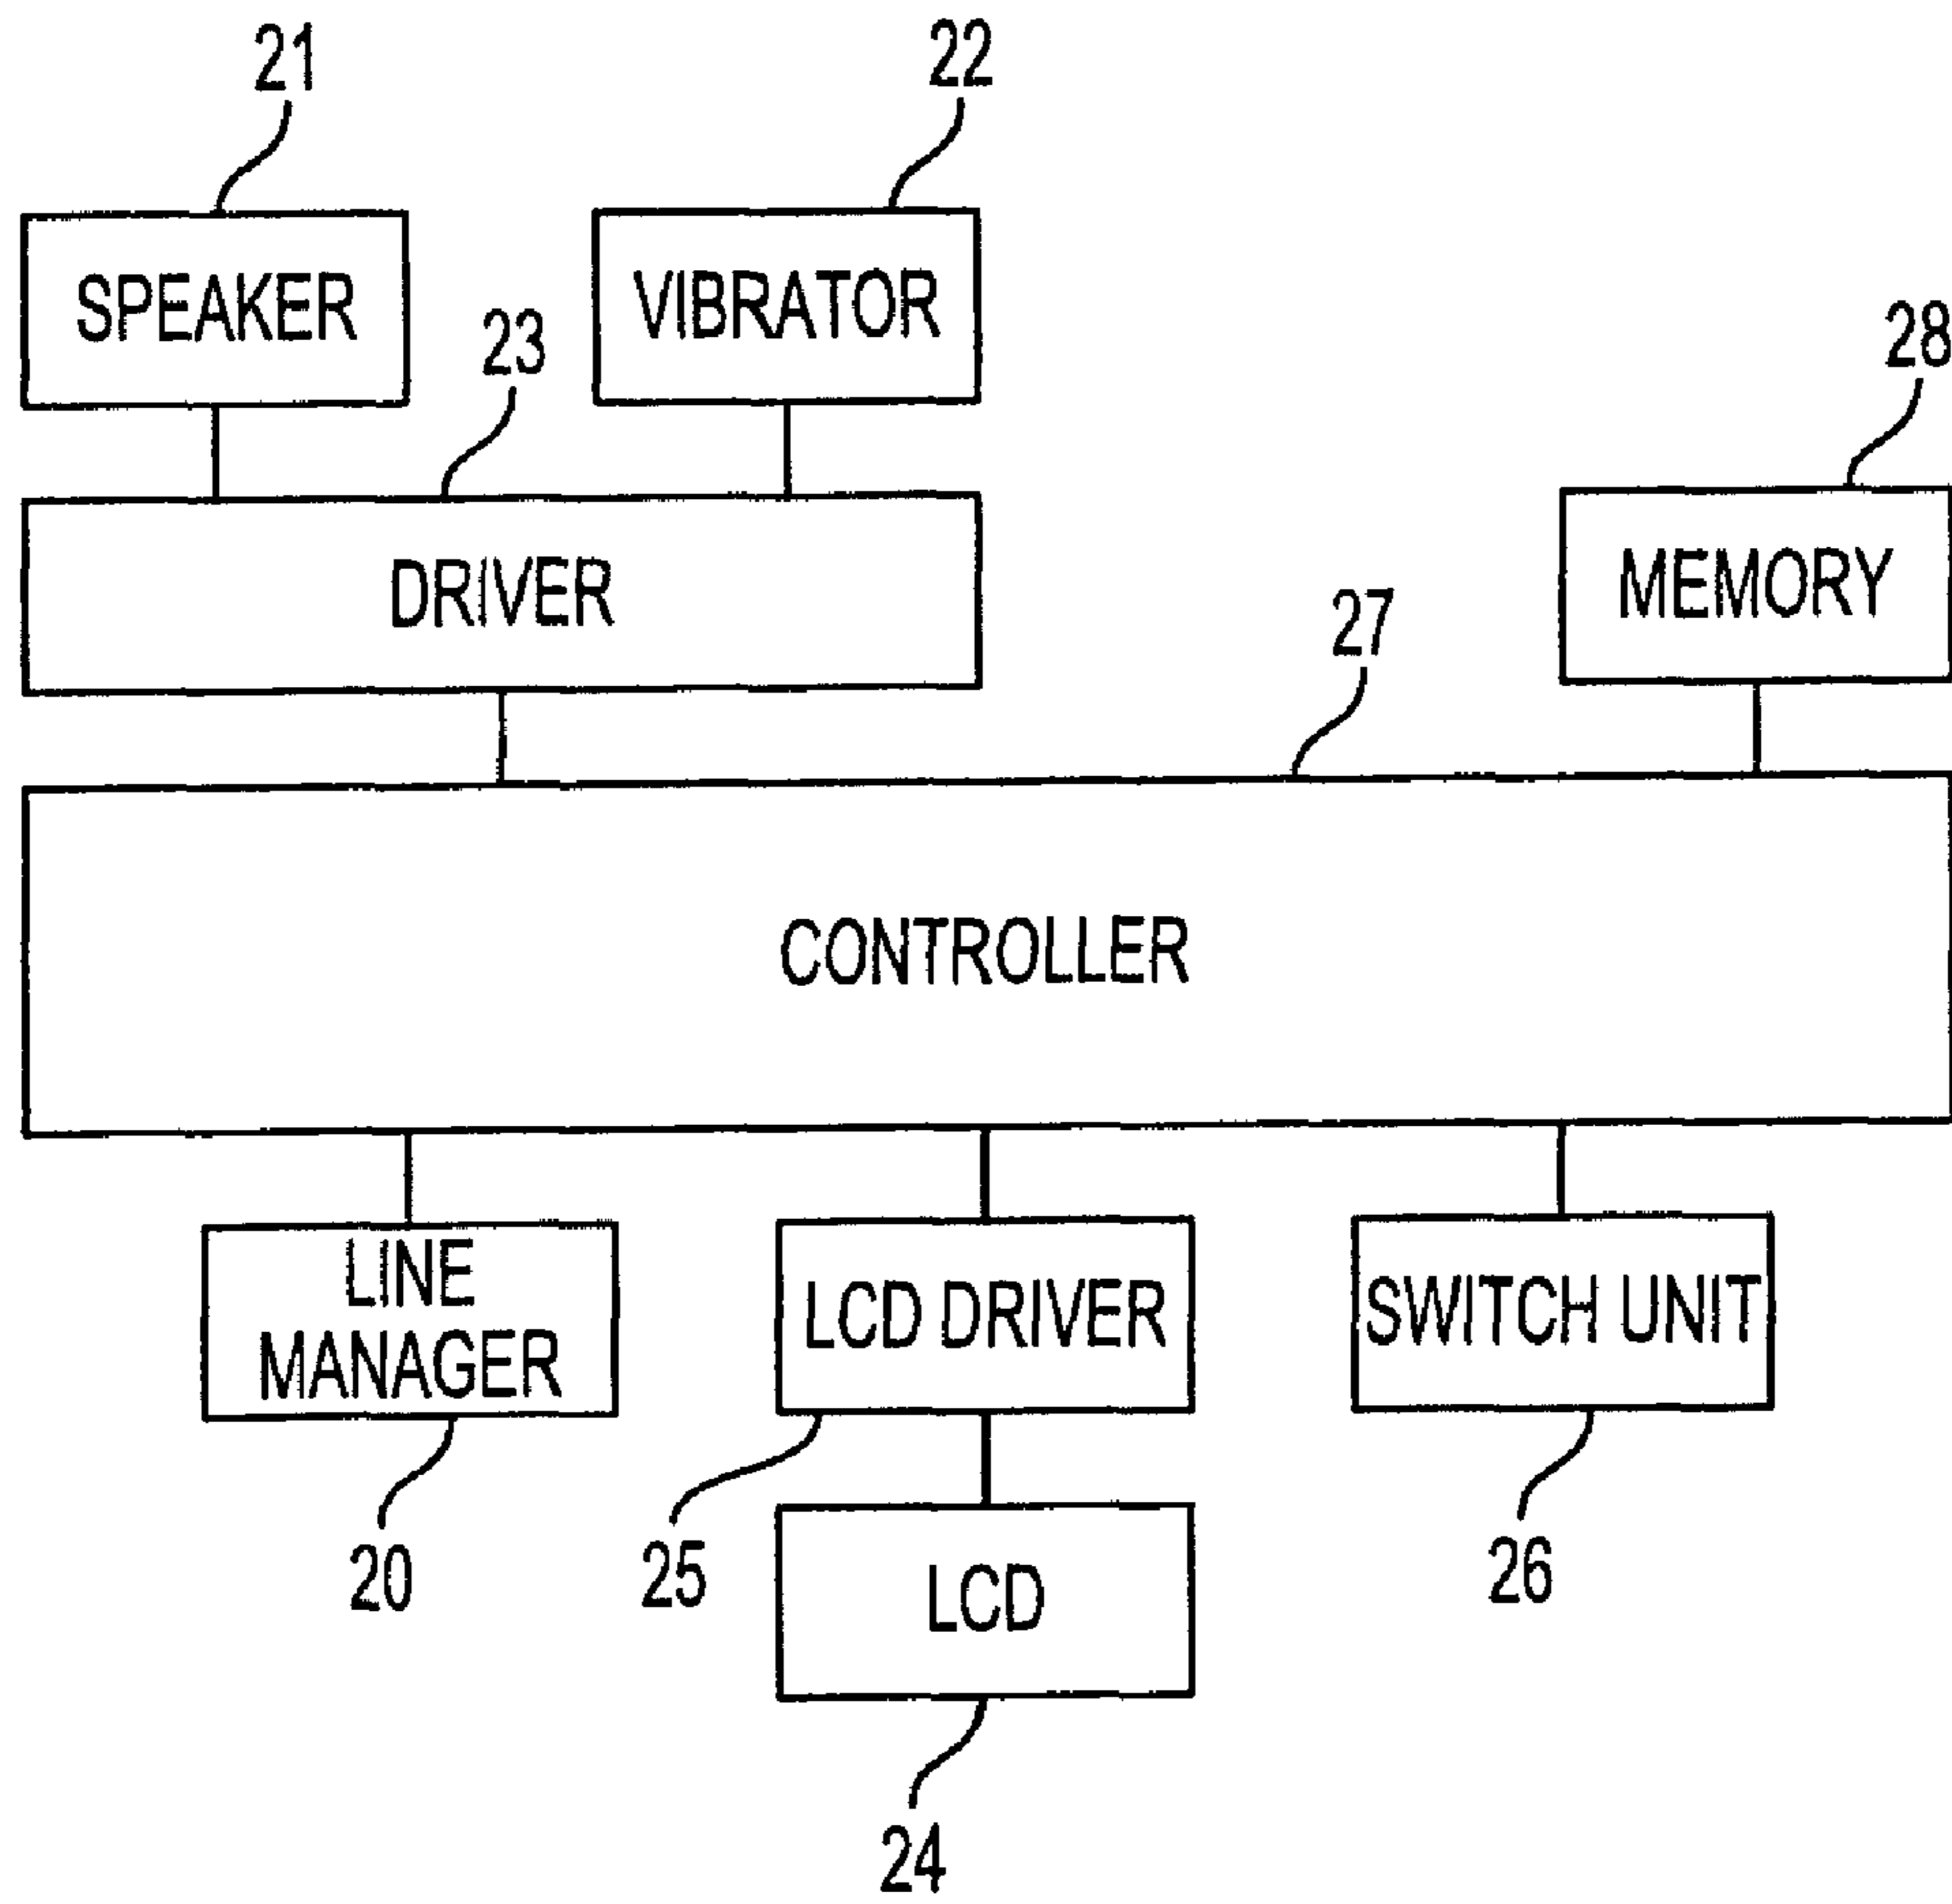 21
22
SPEAKER
VIBRATOR
23
28
DRIVER
MEMORY
27
CONTROLLER
LINE
MANAGER
LCD DRIVER
SWITCH UNIT
20
25
LCD
26
24